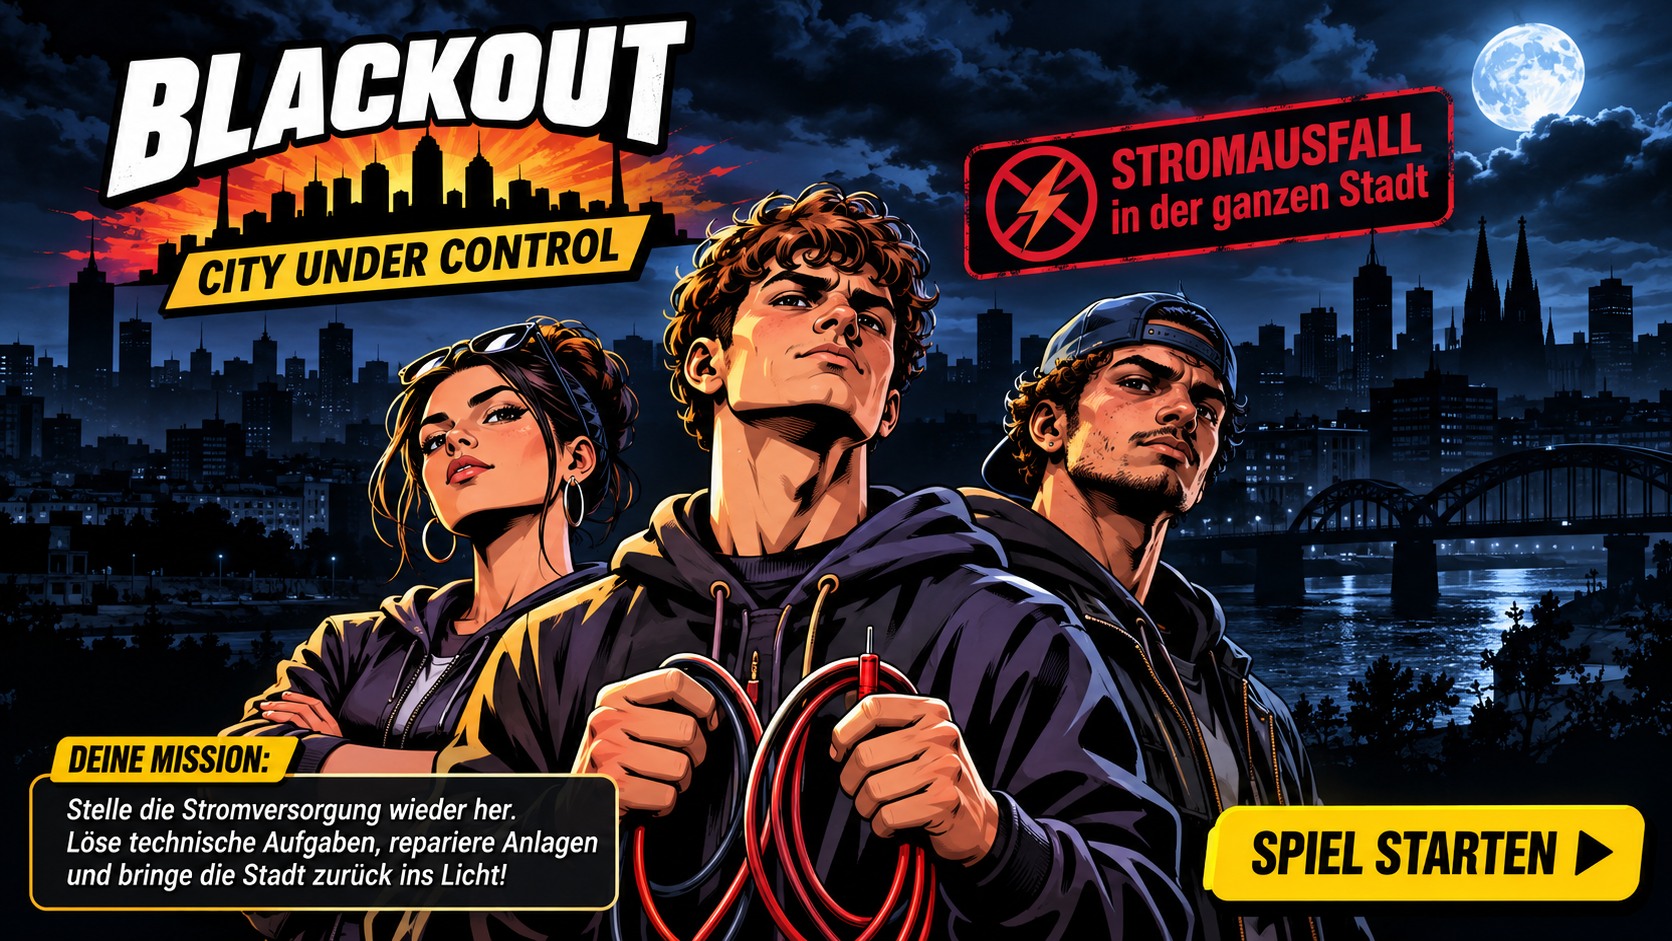 BLACKOUT
CITY UNDER CONTROL
STROMAUSFALL
in der ganzen Stadt
DEINE MISSION:
Stelle die Stromversorgung wieder her.
Löse technische Aufgaben, repariere Anlagen
und bringe die Stadt zurück ins Licht!
SPIEL STARTEN